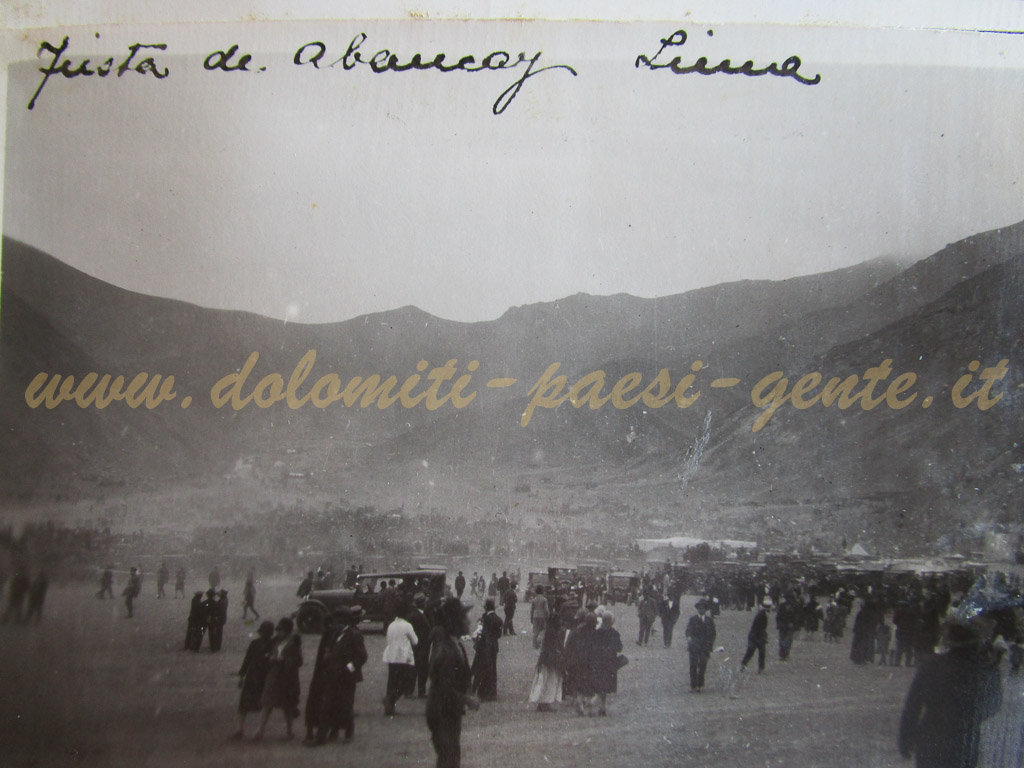 Fiesta de Abancay Lima
www.dolomiti-paesi-gente.it